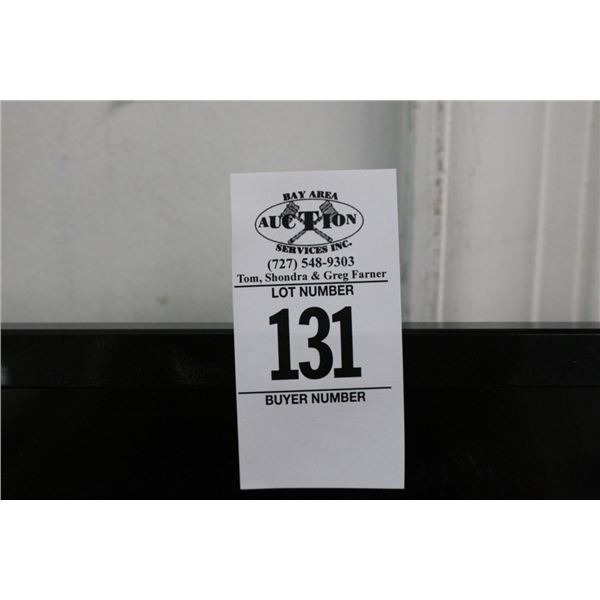 BAY AREA
AUCTION
SERVICES INC.
(727) 548-9303
Tom, Shondra & Greg Farner
LOT NUMBER
131
BUYER NUMBER